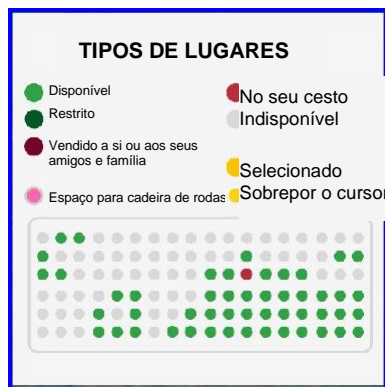 TIPOS DE LUGARES
Disponível
Restrito
Vendido a si ou aos seus
amigos e família
Espaço para cadeira de rodas
No seu cesto
Indisponível
Selecionado
Sobrepor o cursor